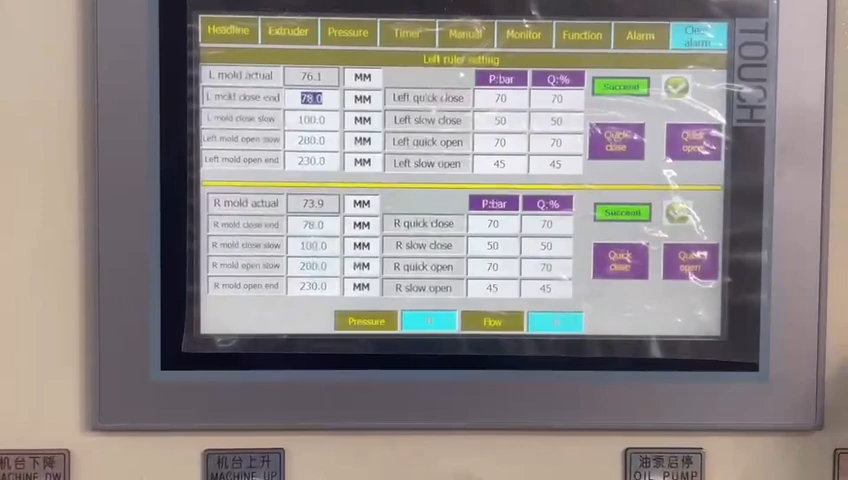 Headline Extruder Pressure Timer Manual Monitor Function Alarm Clear alarm
Left ruler setting
L mold actual 76.1 MM P:bar Q:% Succeed
L mold close end 78.0 MM Left quick close 70 70
L mold close slow 100.0 MM Left slow close 50 50
Left mold open slow 200.0 MM Left quick open 70 70 Quick close Quick open
Left mold open end 230.0 MM Left slow open 45 45
R mold actual 73.9 MM P:bar Q:% Succeed
R mold close end 78.0 MM R quick close 70 70
R mold close slow 100.0 MM R slow close 50 50
R mold open slow 200.0 MM R quick open 70 70 Quick close Quick open
R mold open end 230.0 MM R slow open 45 45
Pressure 0 Flow
TOUCH
机台下降 机台上升 油泵启停
MACHINE DW MACHINE UP OIL PUMP